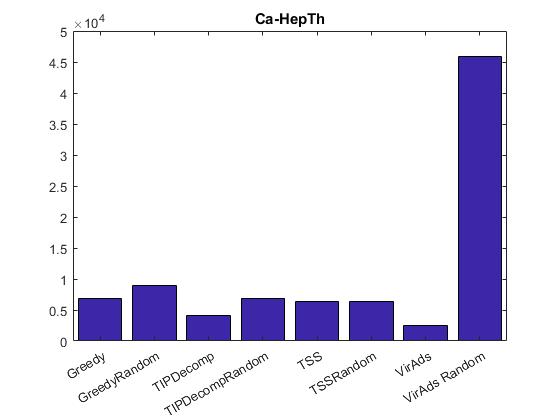 Ca-HepTh
×10^4
5
4.5
4
3.5
3
2.5
2
1.5
1
0.5
0
Greedy
GreedyRandom
TIPDecomp
TIPDecompRandom
TSS
TSSRandom
VirAds
VirAds Random